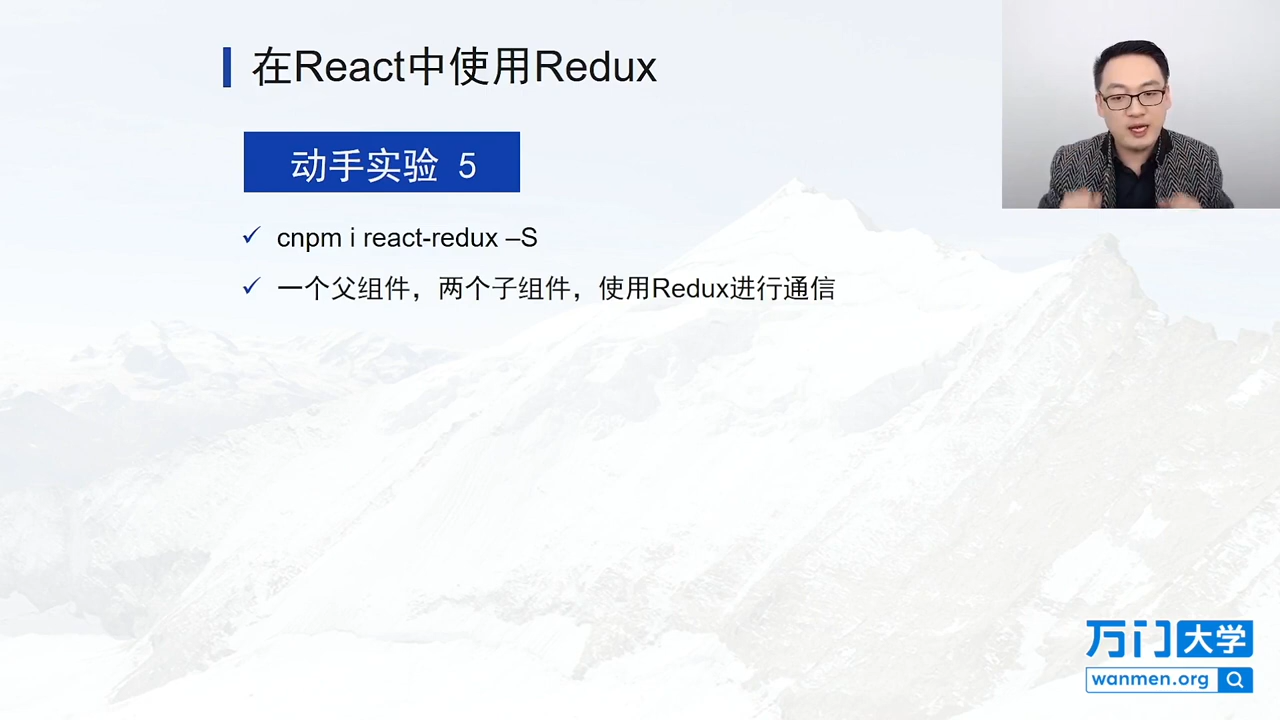 在React中使用Redux
动手实验 5
cnpm i react-redux –S
一个父组件，两个子组件，使用Redux进行通信
万门大学
wanmen.org